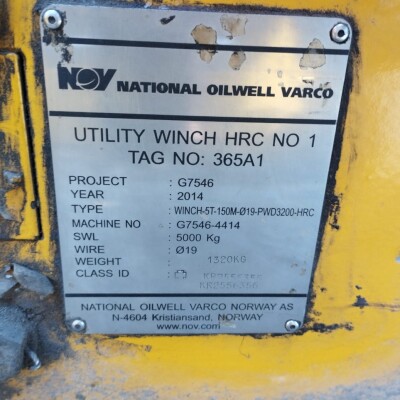 NOV NATIONAL OILWELL VARCO
UTILITY WINCH HRC NO 1
TAG NO: 365A1
PROJECT : G7546
YEAR : 2014
TYPE : WINCH-5T-150M-Ø19-PWD3200-HRC
MACHINE NO : G7546-4414
SWL : 5000 Kg
WIRE : Ø19
WEIGHT : 1320KG
CLASS ID :
NATIONAL OILWELL VARCO NORWAY AS
N-4604 Kristiansand, NORWAY
www.nov.com